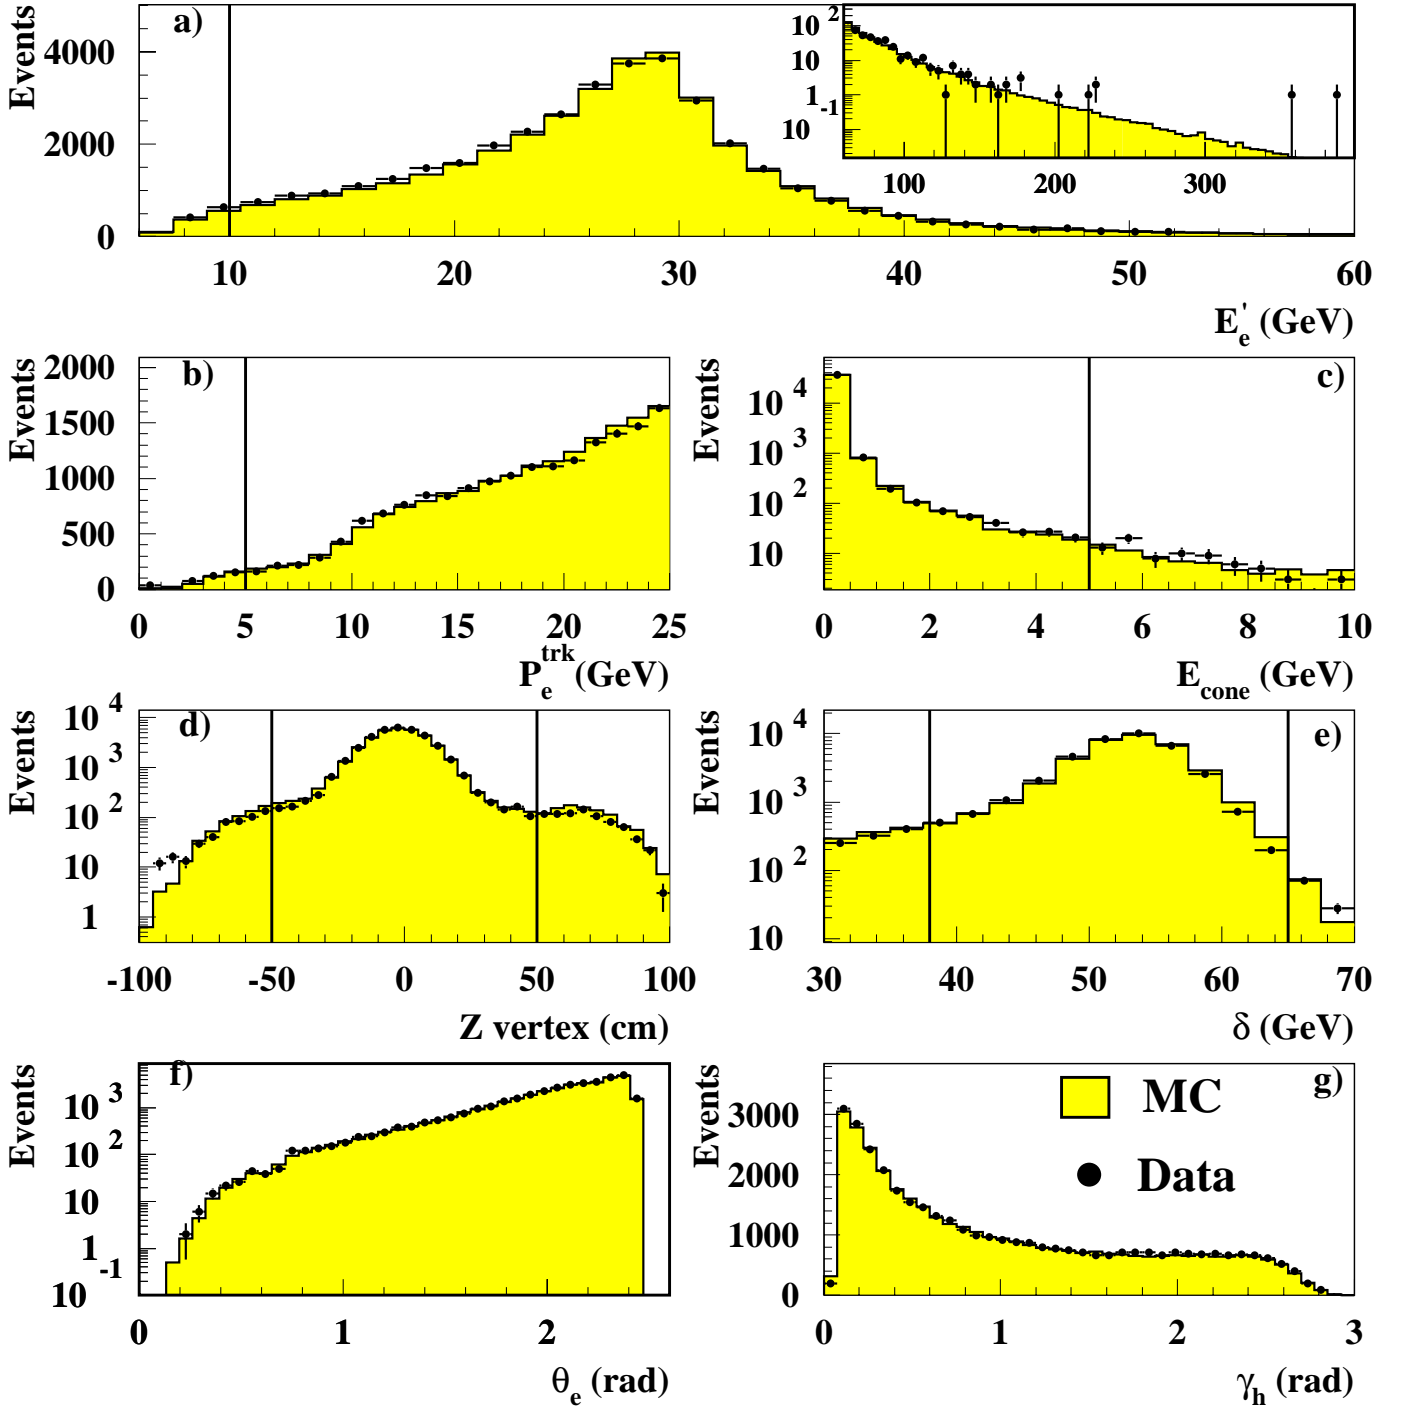 Events
a)
4000
2000
0
10 20 30 40 50 60
E'e (GeV)
10 2
10
1
10 -1
100 200 300
Events
b)
2000
1500
1000
500
0
0 5 10 15 20 25
P e trk (GeV)
Events
c)
10 4
10 3
10 2
10
0 2 4 6 8 10
E cone (GeV)
Events
d)
10 4
10 3
10 2
10
1
-100 -50 0 50 100
Z vertex (cm)
Events
e)
10 4
10 3
10 2
10
30 40 50 60 70
δ (GeV)
Events
f)
10 3
10 2
10
1
10 -1
0 1 2
θe (rad)
Events
g)
MC
Data
3000
2000
1000
0
0 1 2 3
γh (rad)